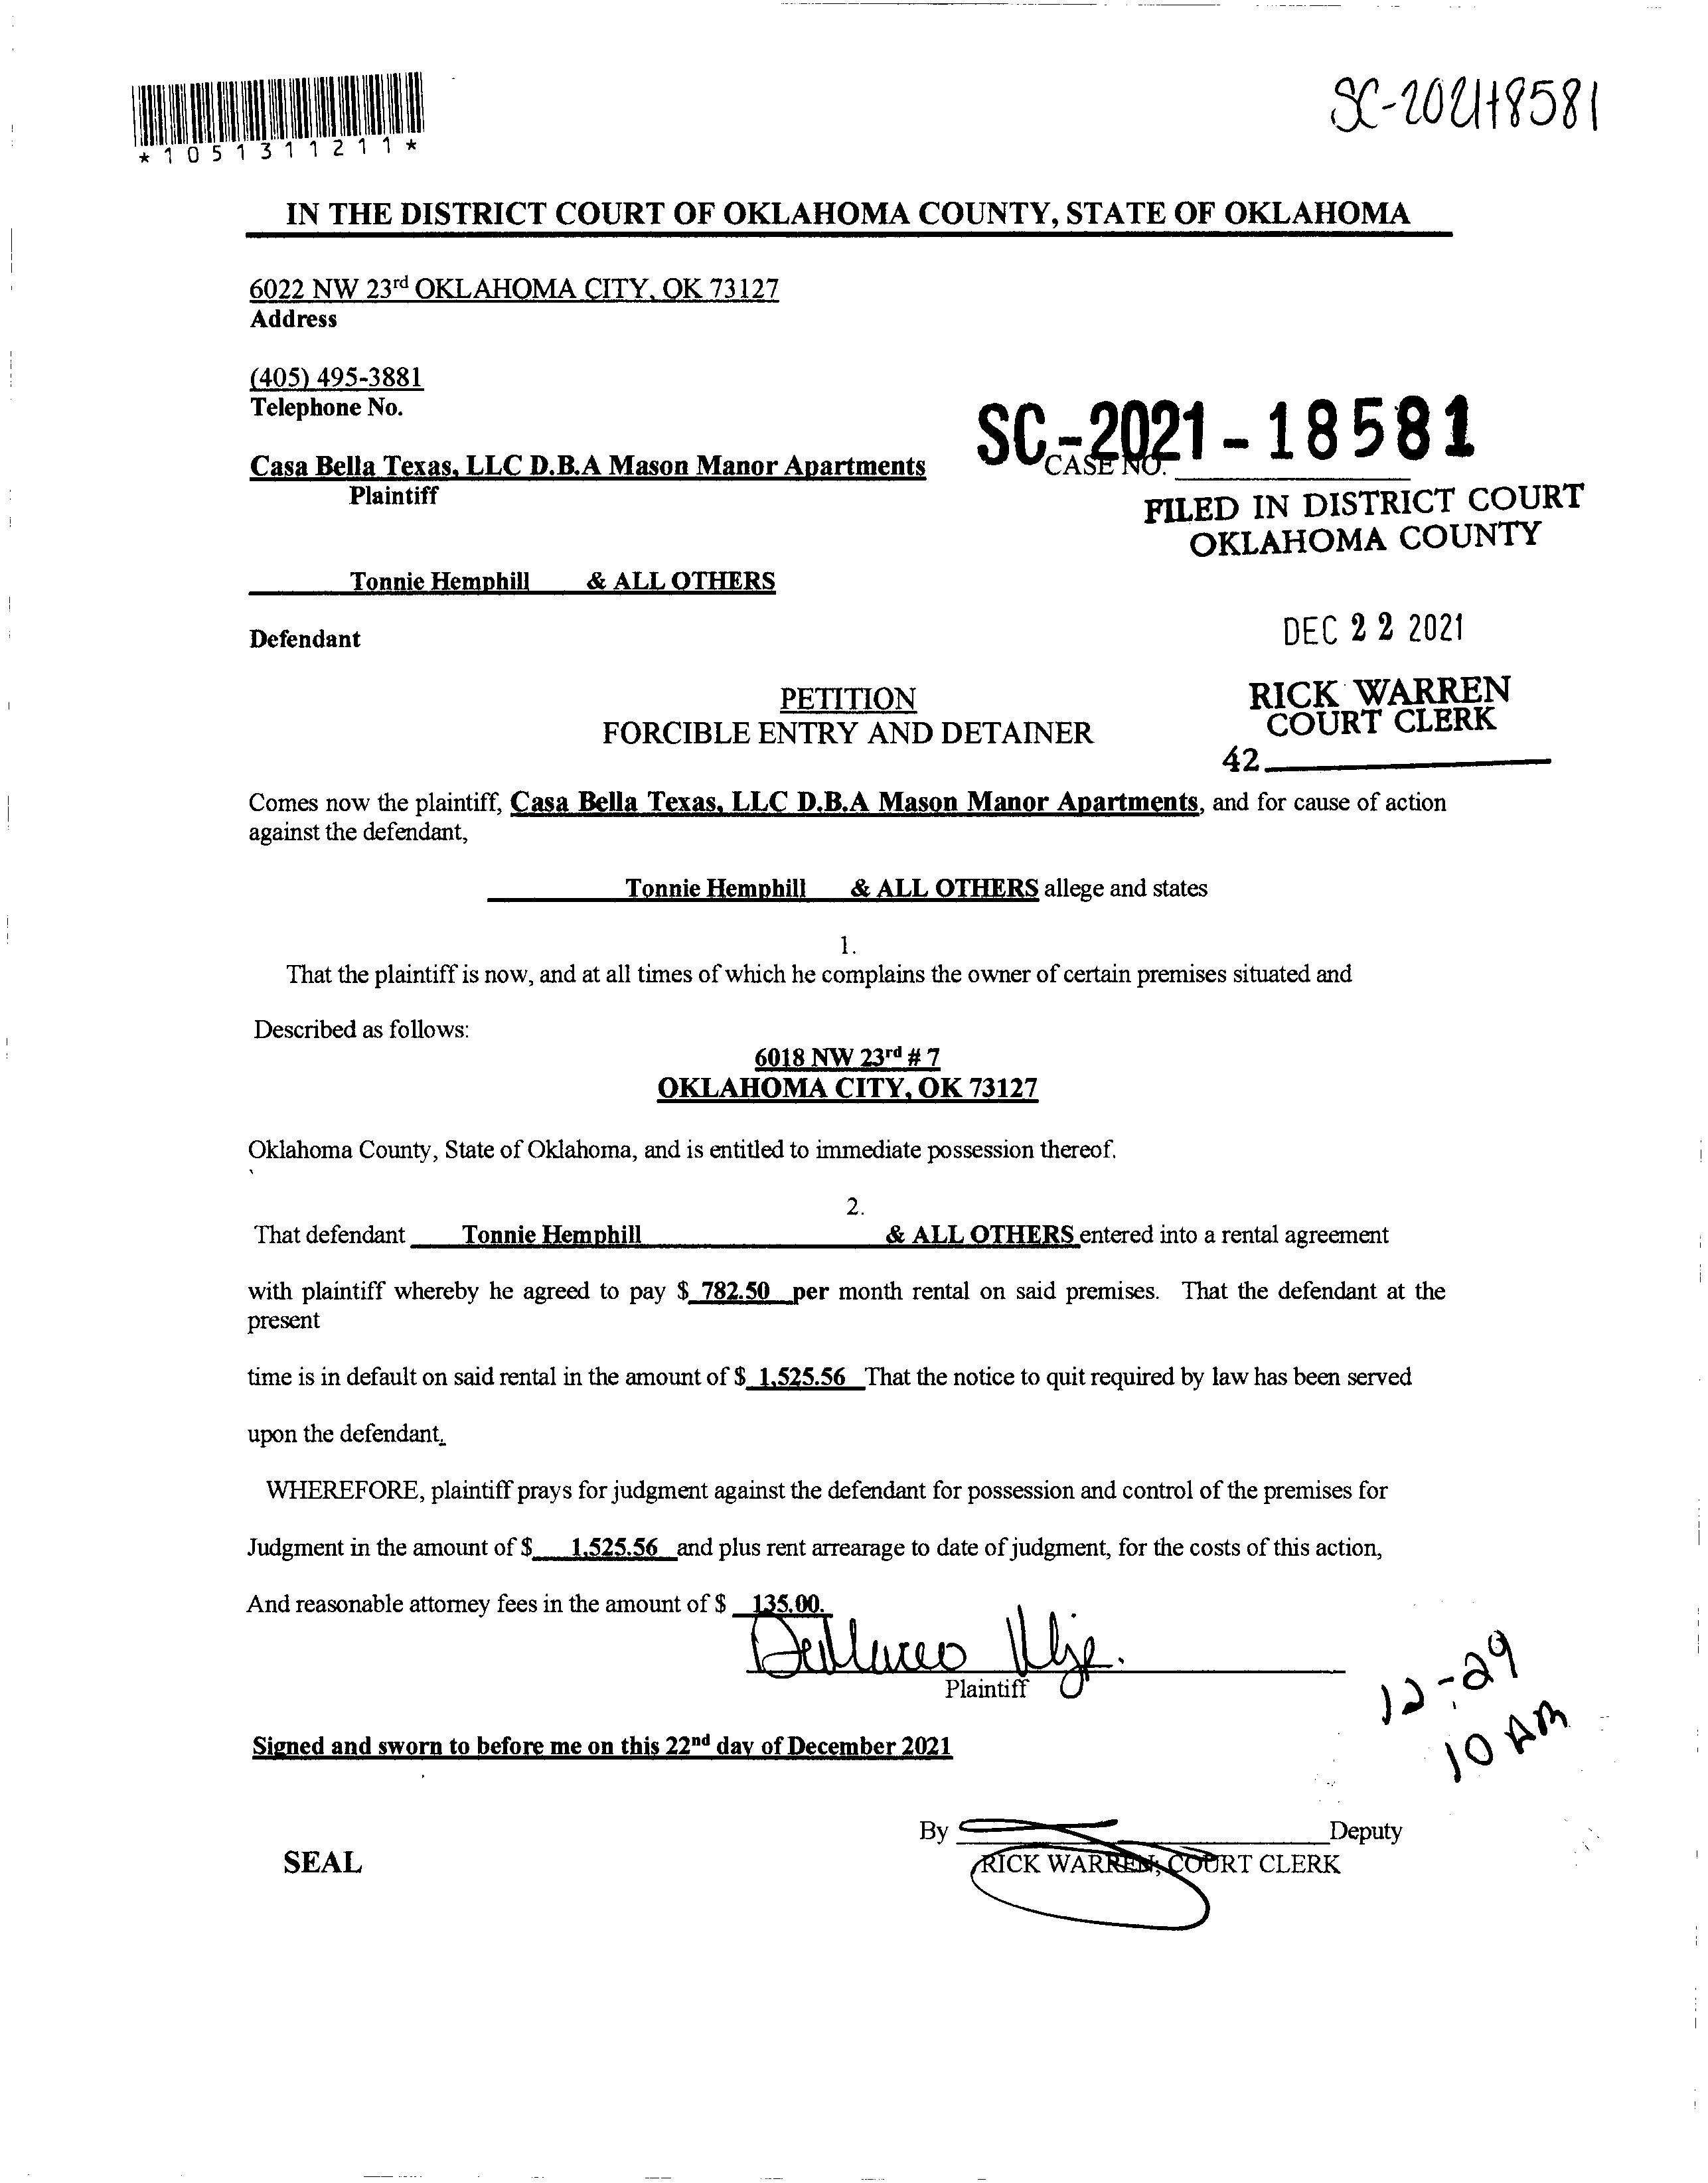 SC-2021-18581
*1051311211*
IN THE DISTRICT COURT OF OKLAHOMA COUNTY, STATE OF OKLAHOMA
6022 NW 23rd OKLAHOMA CITY, OK 73127
Address
(405) 495-3881
Telephone No.
SC-2021-18581
Casa Bella Texas, LLC D.B.A Mason Manor Apartments
CASE NO.
Plaintiff
FILED IN DISTRICT COURT
OKLAHOMA COUNTY
Tonnie Hemphill & ALL OTHERS
Defendant
DEC 22 2021
PETITION
FORCIBLE ENTRY AND DETAINER
RICK WARREN
COURT CLERK
42
Comes now the plaintiff, Casa Bella Texas, LLC D.B.A Mason Manor Apartments, and for cause of action
against the defendant,
Tonnie Hemphill & ALL OTHERS allege and states
1.
That the plaintiff is now, and at all times of which he complains the owner of certain premises situated and
Described as follows:
6018 NW 23rd # 7
OKLAHOMA CITY, OK 73127
Oklahoma County, State of Oklahoma, and is entitled to immediate possession thereof.
2.
That defendant Tonnie Hemphill & ALL OTHERS entered into a rental agreement
with plaintiff whereby he agreed to pay $ 782.50 per month rental on said premises. That the defendant at the
present
time is in default on said rental in the amount of $ 1,525.56 That the notice to quit required by law has been served
upon the defendant.
WHEREFORE, plaintiff prays for judgment against the defendant for possession and control of the premises for
Judgment in the amount of $ 1,525.56 and plus rent arrearage to date of judgment, for the costs of this action,
And reasonable attorney fees in the amount of $ 135.00.
Plaintiff
12-29
10 AM
Signed and sworn to before me on this 22nd day of December 2021
By Deputy
SEAL
RICK WARREN, COURT CLERK